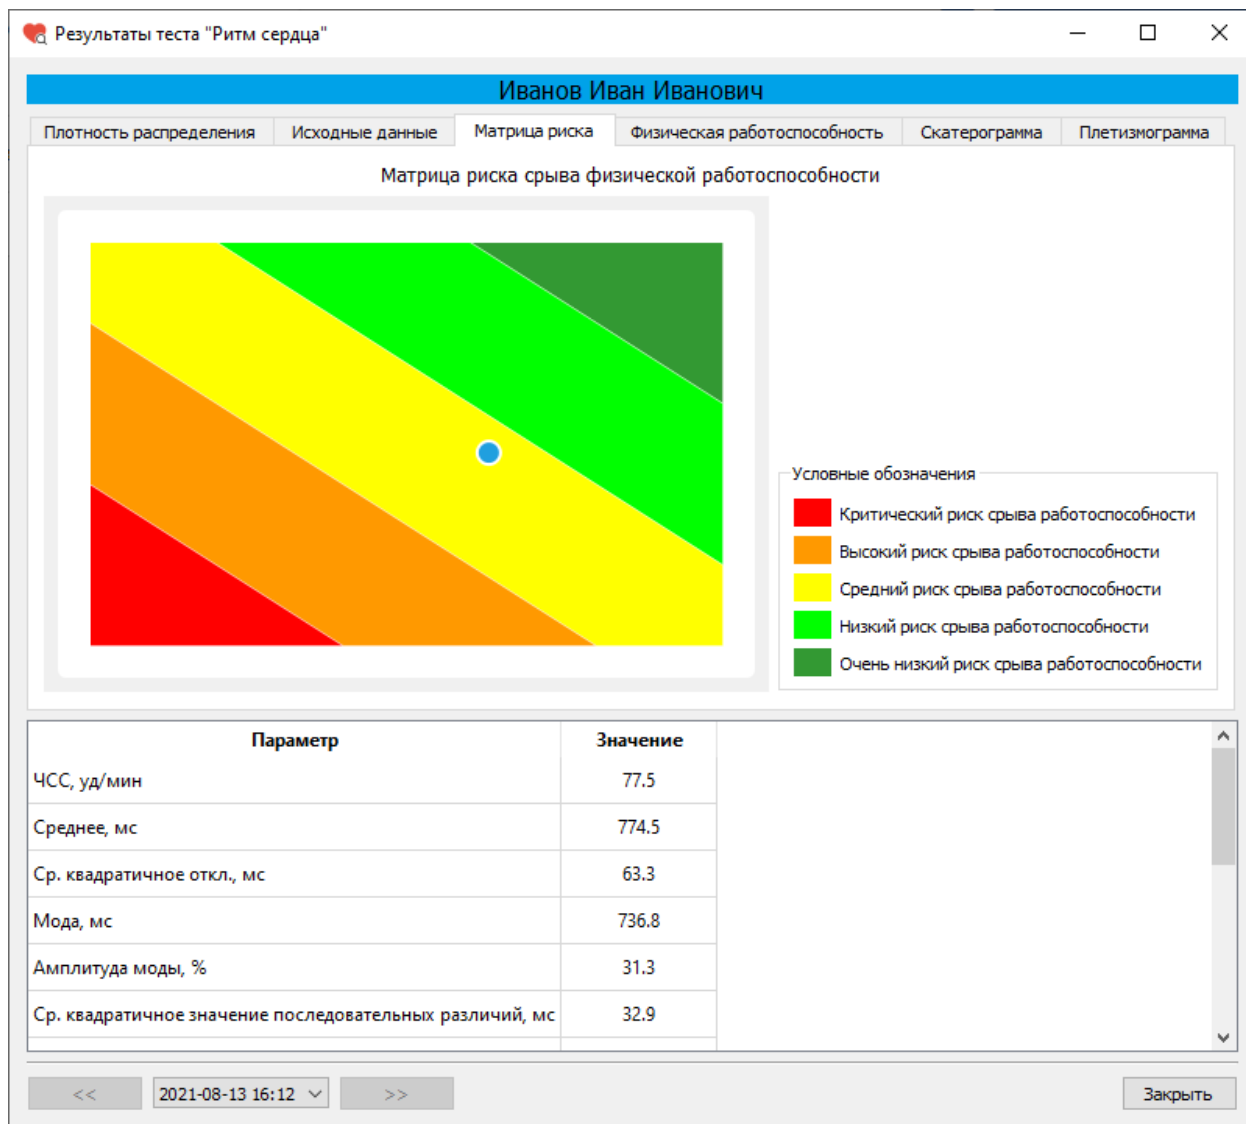 Результаты теста "Ритм сердца"
Иванов Иван Иванович
Плотность распределения Исходные данные Матрица риска Физическая работоспособность Скатерограмма Плетизмограмма
Матрица риска срыва физической работоспособности
Условные обозначения
Критический риск срыва работоспособности
Высокий риск срыва работоспособности
Средний риск срыва работоспособности
Низкий риск срыва работоспособности
Очень низкий риск срыва работоспособности
Параметр Значение
ЧСС, уд/мин 77.5
Среднее, мс 774.5
Ср. квадратичное откл., мс 63.3
Мода, мс 736.8
Амплитуда моды, % 31.3
Ср. квадратичное значение последовательных различий, мс 32.9
<< 2021-08-13 16:12 >> Закрыть